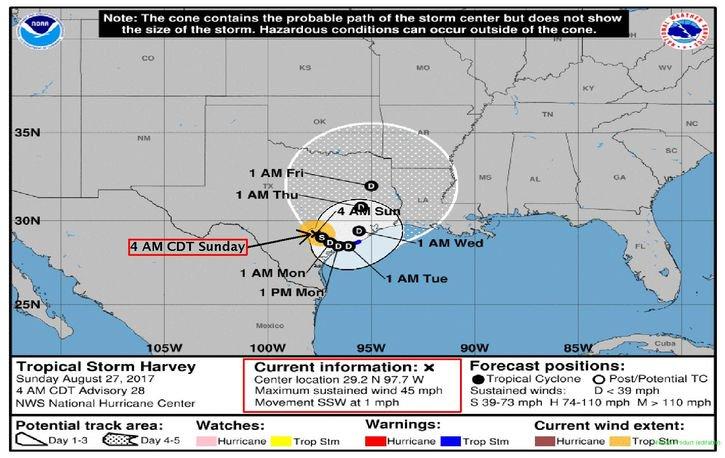 Note: The cone contains the probable path of the storm center but does not show
the size of the storm. Hazardous conditions can occur outside of the cone.
NOAA
CO
KS
MO
WV
KY
VA
OK
TN
NC
35N
NM
AR
SC
MS
AL
GA
1 AM Fri
TX
D
LA
1 AM Thu
D
4 AM Sun
30N
4 AM CDT Sunday
S
D
1 AM Wed
FL
D
D
D
1 AM Mon
1 AM Tue
1 PM Mon
25N
Mexico
Cuba
105W
100W
95W
90W
85W
Tropical Storm Harvey
Sunday August 27, 2017
4 AM CDT Advisory 28
NWS National Hurricane Center
Current information: x
Center location 29.2 N 97.7 W
Maximum sustained wind 45 mph
Movement SSW at 1 mph
Forecast positions:
Tropical Cyclone Post/Potential TC
Sustained winds: D < 39 mph
S 39-73 mph H 74-110 mph M > 110 mph
Potential track area:
Day 1-3 Day 4-5
Watches:
Hurricane Trop Stm
Warnings:
Hurricane Trop Stm
Current wind extent:
Hurricane Trop Stm